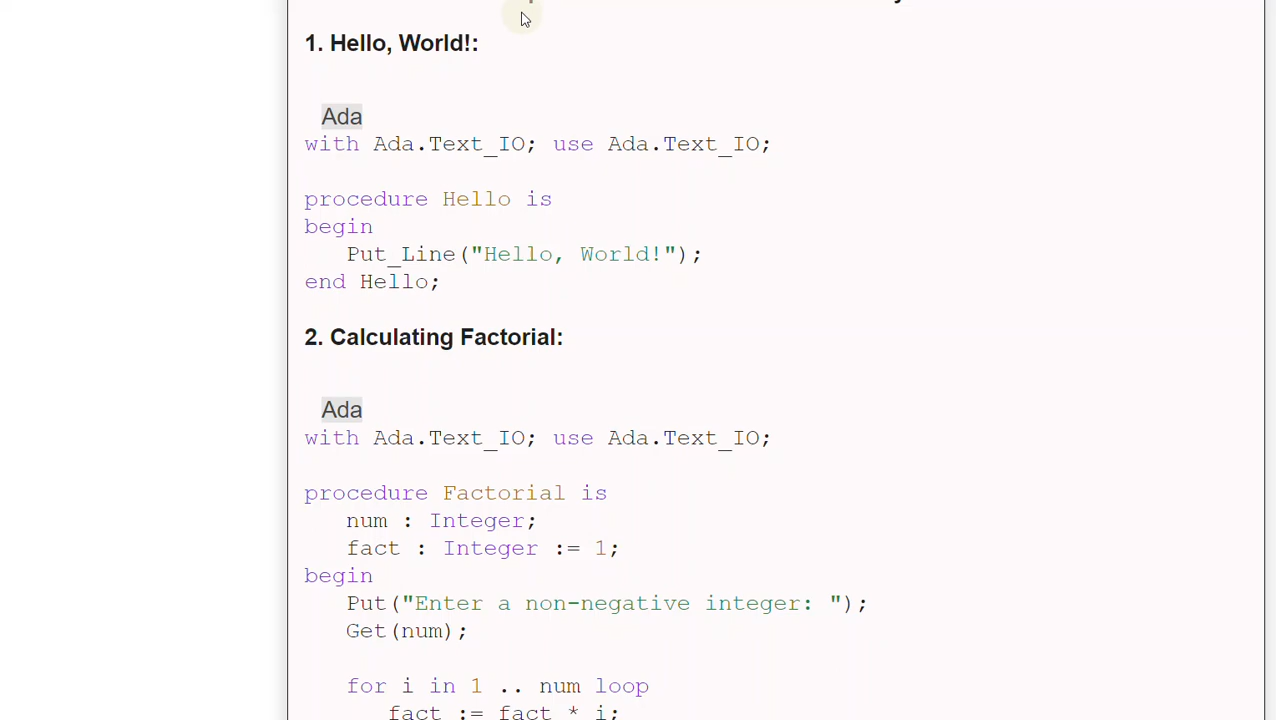 1. Hello, World!:
Ada
with Ada.Text_IO; use Ada.Text_IO;
procedure Hello is
begin
Put_Line("Hello, World!");
end Hello;
2. Calculating Factorial:
Ada
with Ada.Text_IO; use Ada.Text_IO;
procedure Factorial is
num : Integer;
fact : Integer := 1;
begin
Put("Enter a non-negative integer: ");
Get(num);
for i in 1 .. num loop
fact := fact * i;